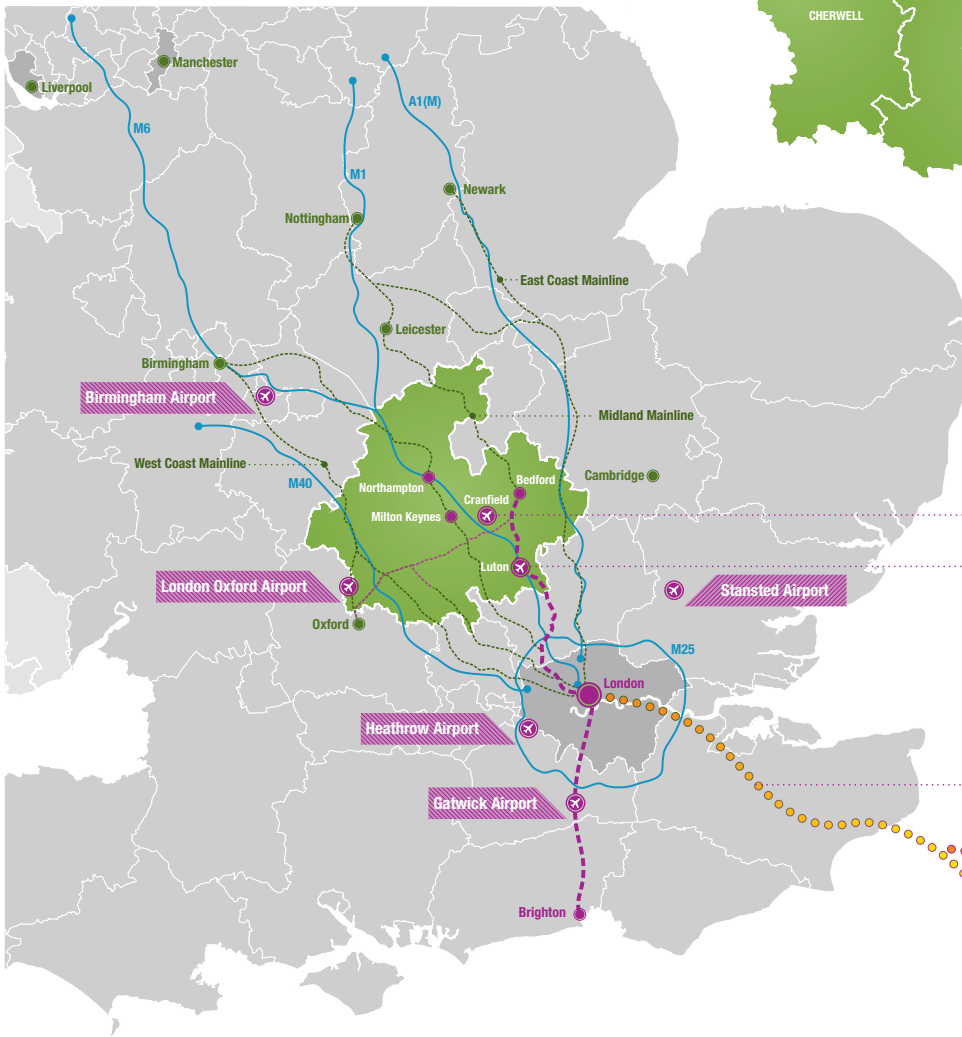 CHERWELL
Manchester
Liverpool
A1(M)
M6
M1
Newark
Nottingham
East Coast Mainline
Leicester
Birmingham
Birmingham Airport
Midland Mainline
West Coast Mainline
M40
Northampton
Bedford
Cranfield
Cambridge
Milton Keynes
Luton
London Oxford Airport
Stansted Airport
Oxford
M25
London
Heathrow Airport
Gatwick Airport
Brighton